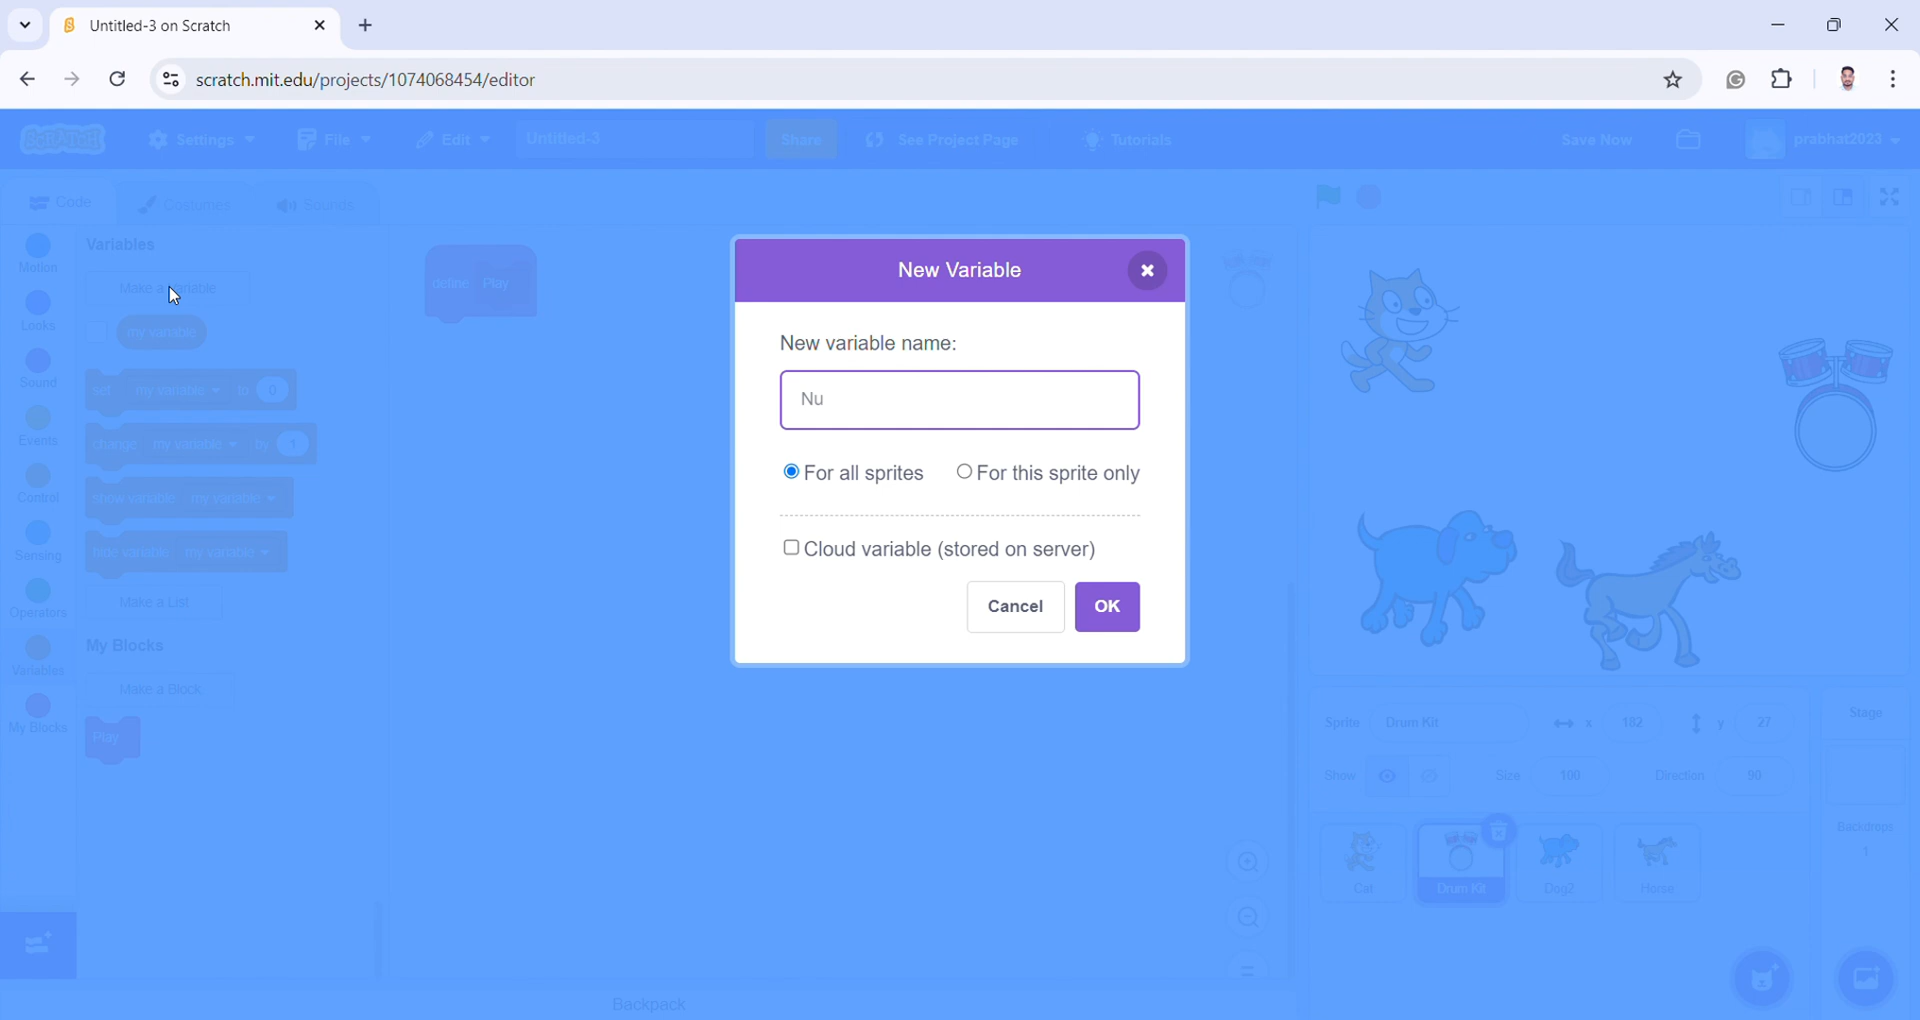 Untitled-3 on Scratch
scratch.mit.edu/projects/1074068454/editor
SCRATCH Settings File Edit Untitled-3 Share See Project Page Tutorials Save Now prabhat2023
Code Costumes Sounds
Motion
Looks
Sound
Events
Control
Sensing
Operators
Variables
My Blocks
Variables
Make a Variable
my variable
set my variable to 0
change my variable by 1
show variable my variable
hide variable my variable
Make a List
My Blocks
Make a Block
Play
define Play
New Variable
New variable name:
Nu
For all sprites For this sprite only
Cloud variable (stored on server)
Cancel OK
Sprite Drum Kit x 182 y 27
Show Size 100 Direction 90
Cat Drum Kit Dog2 Horse
Stage
Backdrops
1
Backpack